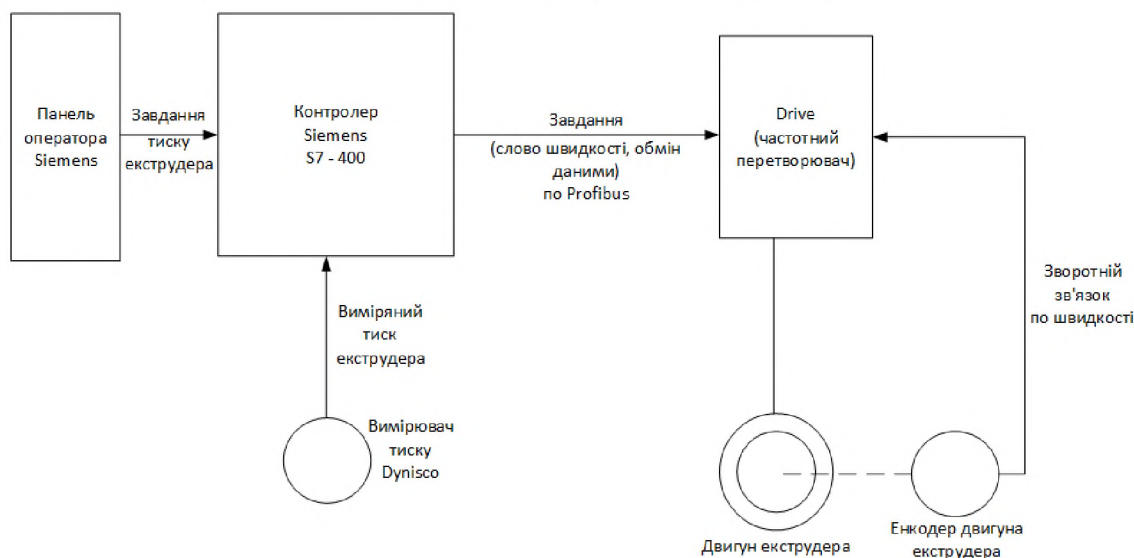 Панель
оператора
Siemens
Завдання
тиску
екструдера
Контролер
Siemens
S7 - 400
Завдання
(слово швидкості, обмін
даними)
по Profibus
Drive
(частотний
перетворювач)
Зворотній
зв'язок
по швидкості
Виміряний
тиск
екструдера
Вимірювач
тиску
Dynisco
Двигун екструдера
Енкодер двигуна
екструдера